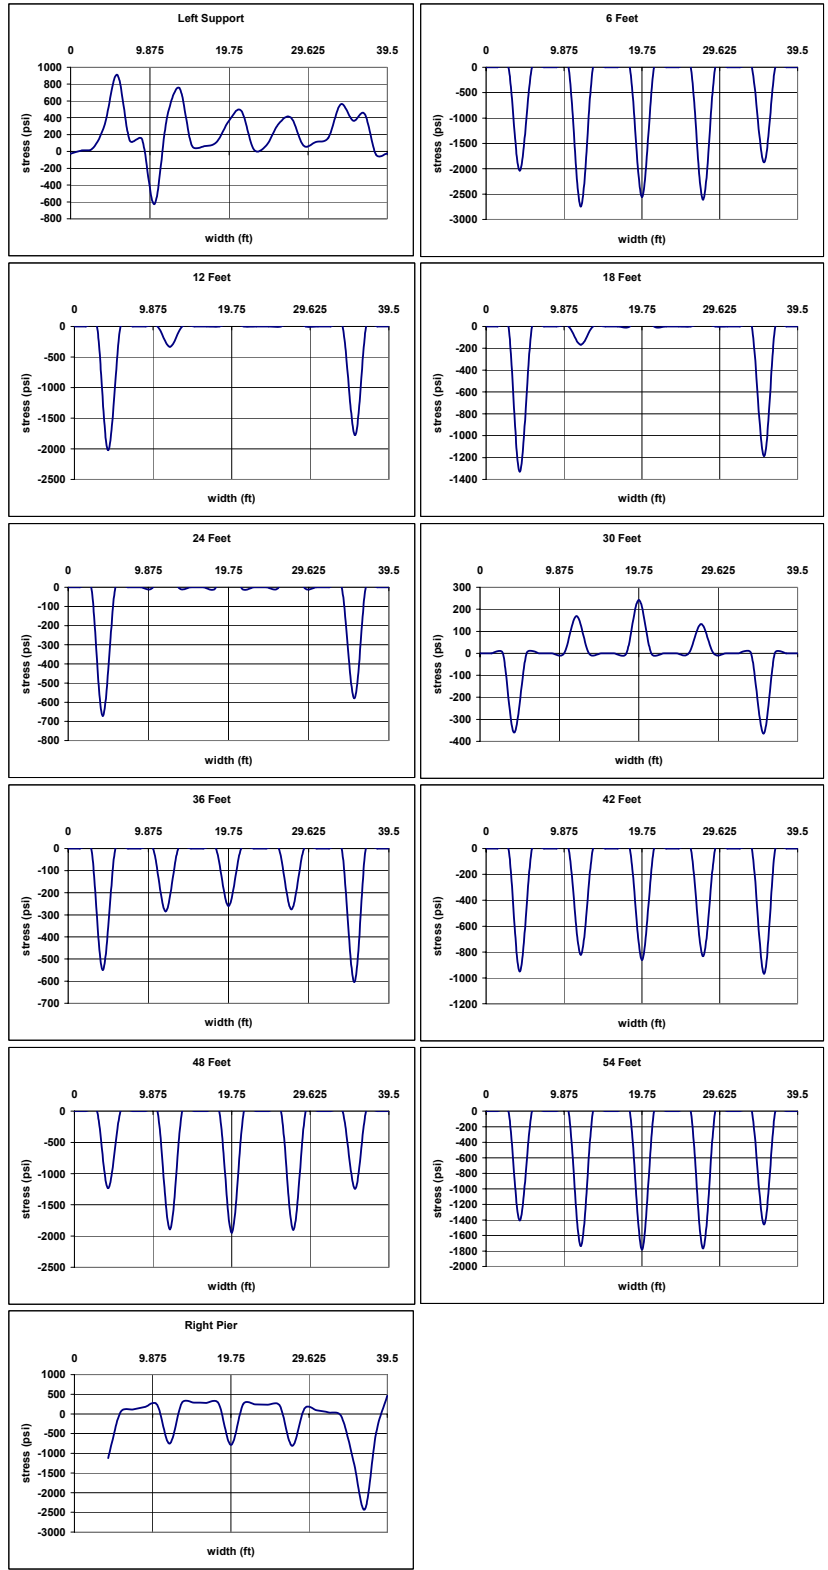 Left Support
0 9.875 19.75 29.625 39.5
1000
800
600
400
200
0
-200
-400
-600
-800
stress (psi)
width (ft)
6 Feet
0 9.875 19.75 29.625 39.5
0
-500
-1000
-1500
-2000
-2500
-3000
stress (psi)
width (ft)
12 Feet
0 9.875 19.75 29.625 39.5
0
-500
-1000
-1500
-2000
-2500
stress (psi)
width (ft)
18 Feet
0 9.875 19.75 29.625 39.5
0
-200
-400
-600
-800
-1000
-1200
-1400
stress (psi)
width (ft)
24 Feet
0 9.875 19.75 29.625 39.5
0
-100
-200
-300
-400
-500
-600
-700
-800
stress (psi)
width (ft)
30 Feet
0 9.875 19.75 29.625 39.5
300
200
100
0
-100
-200
-300
-400
stress (psi)
width (ft)
36 Feet
0 9.875 19.75 29.625 39.5
0
-100
-200
-300
-400
-500
-600
-700
stress (psi)
width (ft)
42 Feet
0 9.875 19.75 29.625 39.5
0
-200
-400
-600
-800
-1000
-1200
stress (psi)
width (ft)
48 Feet
0 9.875 19.75 29.625 39.5
0
-500
-1000
-1500
-2000
-2500
stress (psi)
width (ft)
54 Feet
0 9.875 19.75 29.625 39.5
0
-200
-400
-600
-800
-1000
-1200
-1400
-1600
-1800
-2000
stress (psi)
width (ft)
Right Pier
0 9.875 19.75 29.625 39.5
1000
500
0
-500
-1000
-1500
-2000
-2500
-3000
stress (psi)
width (ft)